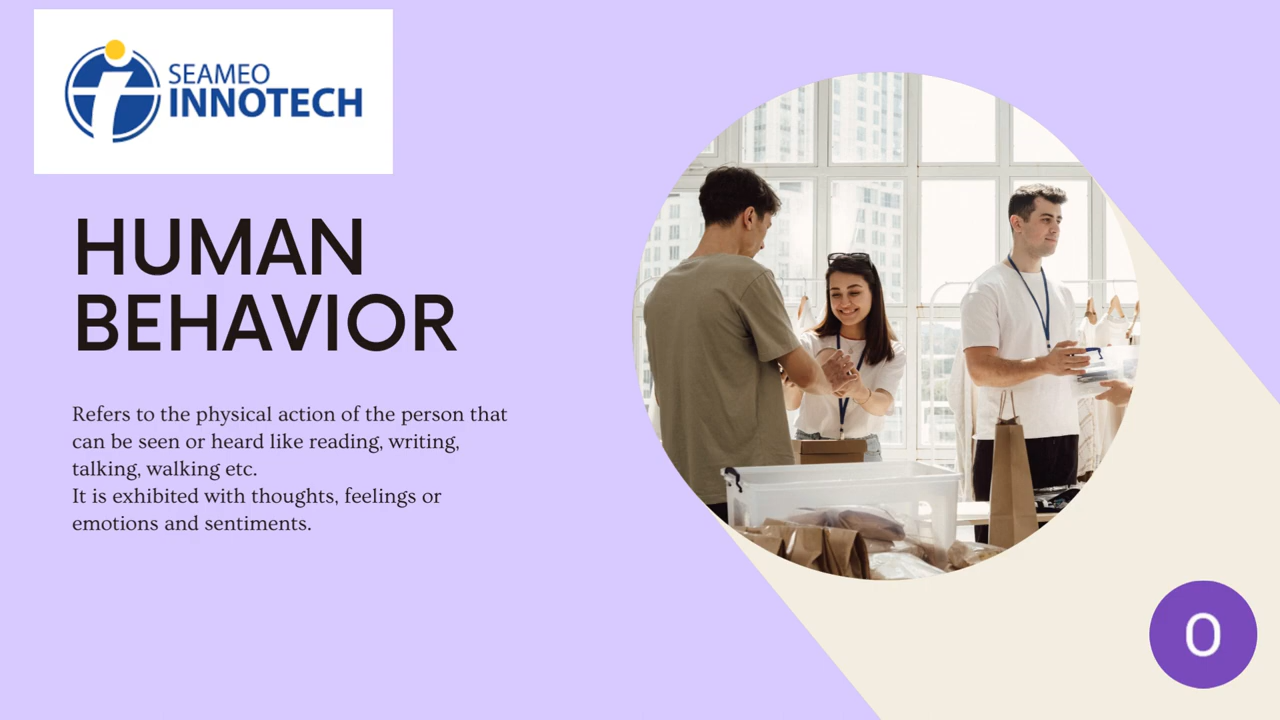 SEAMEO
INNOTECH
HUMAN
BEHAVIOR
Refers to the physical action of the person that
can be seen or heard like reading, writing,
talking, walking etc.
It is exhibited with thoughts, feelings or
emotions and sentiments.
0